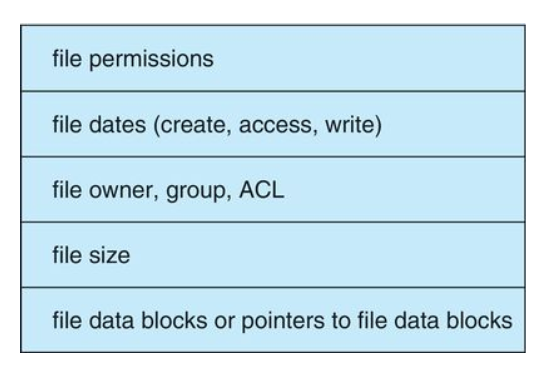 file permissions
file dates (create, access, write)
file owner, group, ACL
file size
file data blocks or pointers to file data blocks